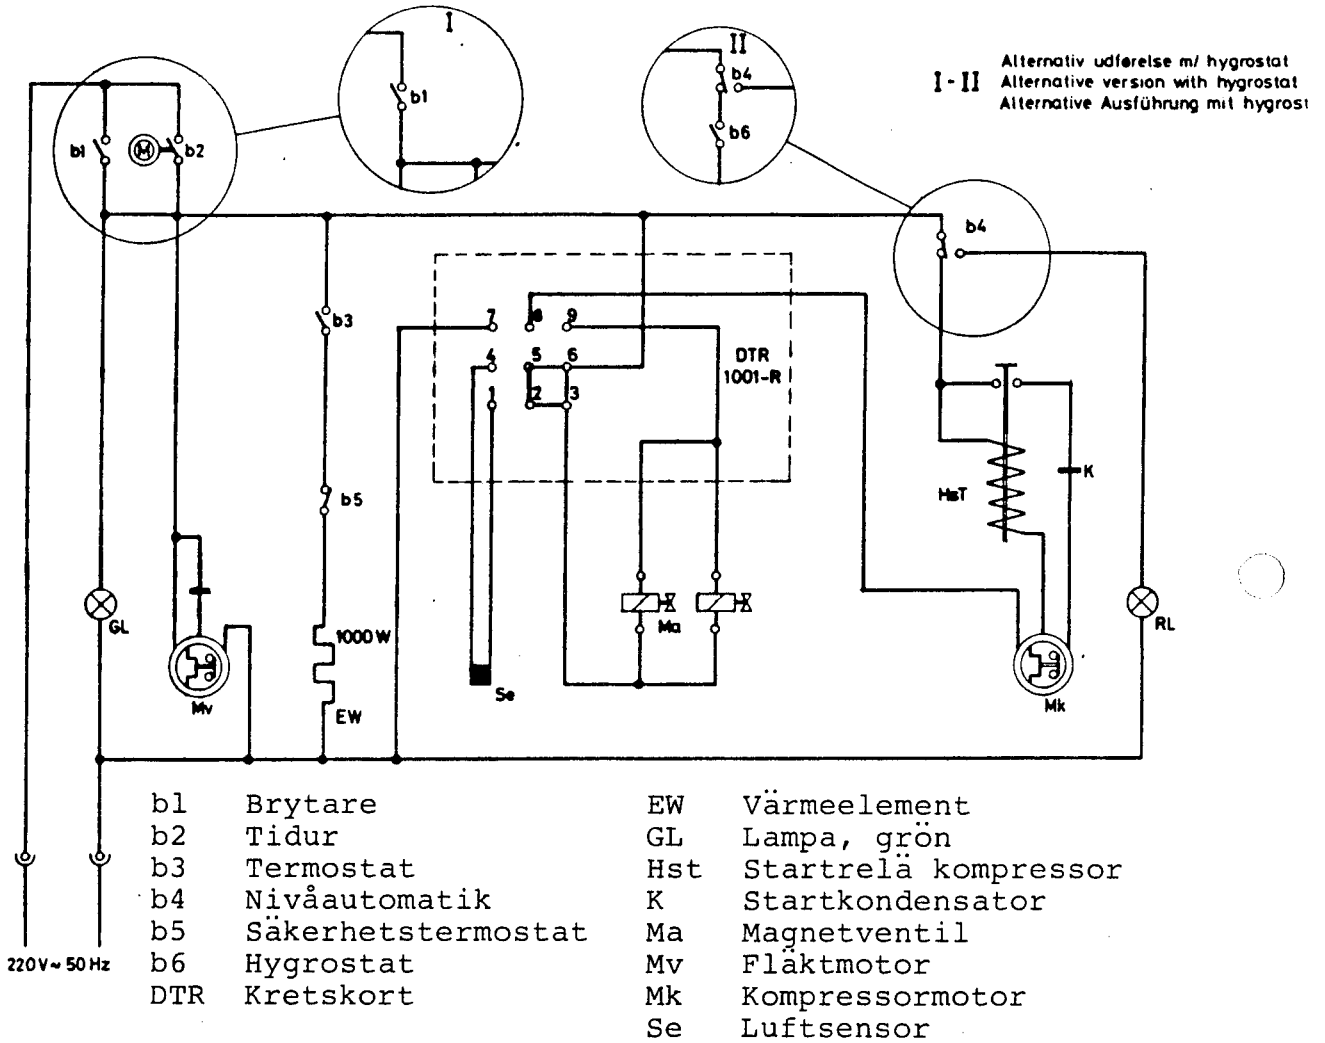 I
II
Alternativ udførelse m/ hygrostat
I-II Alternative version with hygrostat
Alternative Ausführung mit hygrost
b1
b4
b6
b1
M
b2
b4
b3
7 8 9
4 5 6
1 2 3
DTR
1001-R
b5
HsT
K
GL
1000 W
Ma
RL
Se
Mv
EW
Mk
220V~ 50 Hz
b1 Brytare
b2 Tidur
b3 Termostat
b4 Nivåautomatik
b5 Säkerhetstermostat
b6 Hygrostat
DTR Kretskort
EW Värmeelement
GL Lampa, grön
Hst Startrelä kompressor
K Startkondensator
Ma Magnetventil
Mv Fläktmotor
Mk Kompressormotor
Se Luftsensor